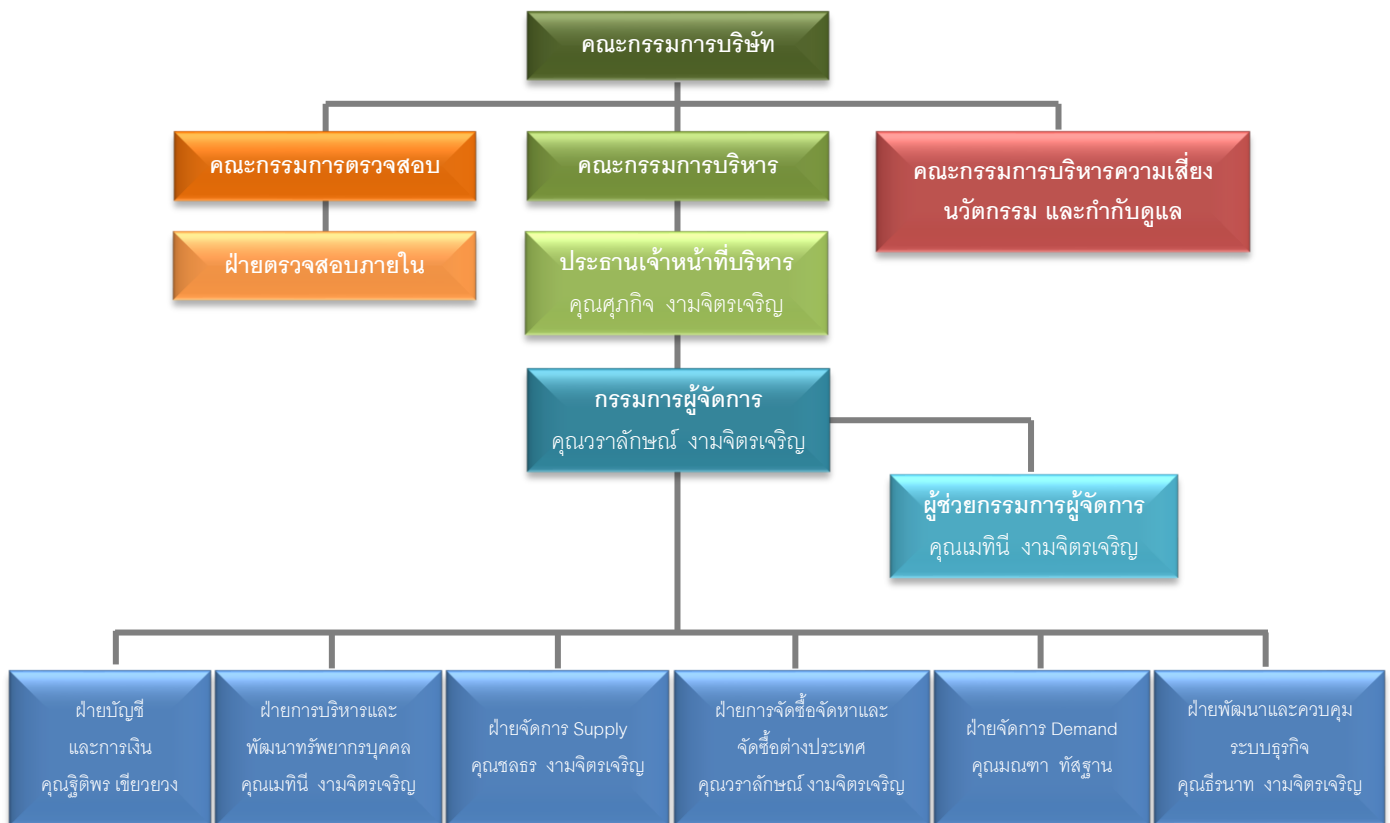 คณะกรรมการบริษัท
คณะกรรมการตรวจสอบ
คณะกรรมการบริหาร
คณะกรรมการบริหารความเสี่ยง
นวัตกรรม และกำกับดูแล
ฝ่ายตรวจสอบภายใน
ประธานเจ้าหน้าที่บริหาร
คุณศุภกิจ งามจิตรเจริญ
กรรมการผู้จัดการ
คุณวราลักษณ์ งามจิตรเจริญ
ผู้ช่วยกรรมการผู้จัดการ
คุณเมทินี งามจิตรเจริญ
ฝ่ายบัญชี
และการเงิน
คุณฐิติพร เขียวยวง
ฝ่ายการบริหารและ
พัฒนาทรัพยากรบุคคล
คุณเมทีนี งามจิตรเจริญ
ฝ่ายจัดการ Supply
คุณชลธร งามจิตรเจริญ
ฝ่ายการจัดซื้อจัดหาและ
จัดซื้อต่างประเทศ
คุณวราลักษณ์ งามจิตรเจริญ
ฝ่ายจัดการ Demand
คุณมณฑา ทัสฐาน
ฝ่ายพัฒนาและควบคุม
ระบบธุรกิจ
คุณธีรนาท งามจิตรเจริญ